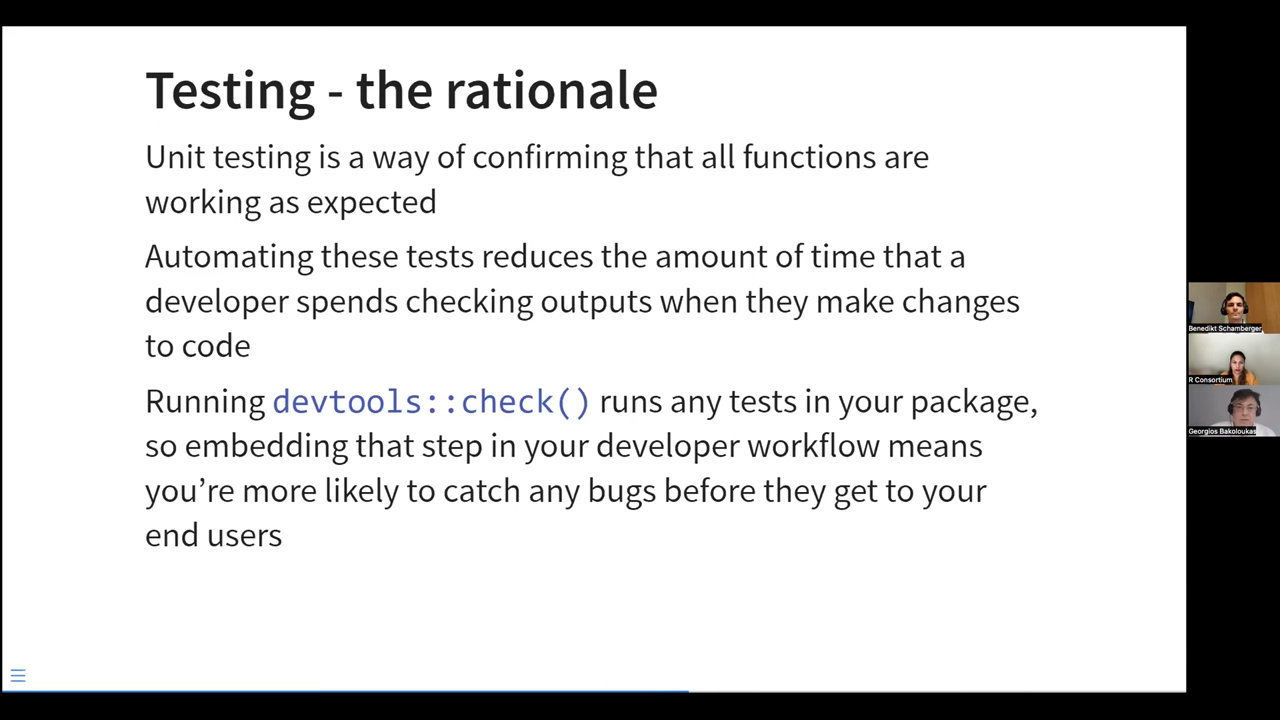 Testing - the rationale
Unit testing is a way of confirming that all functions are
working as expected
Automating these tests reduces the amount of time that a
developer spends checking outputs when they make changes
to code
Running devtools::check() runs any tests in your package,
so embedding that step in your developer workflow means
you’re more likely to catch any bugs before they get to your
end users
Benedikt Schamberger
R Consortium
Georgios Bakoloukas